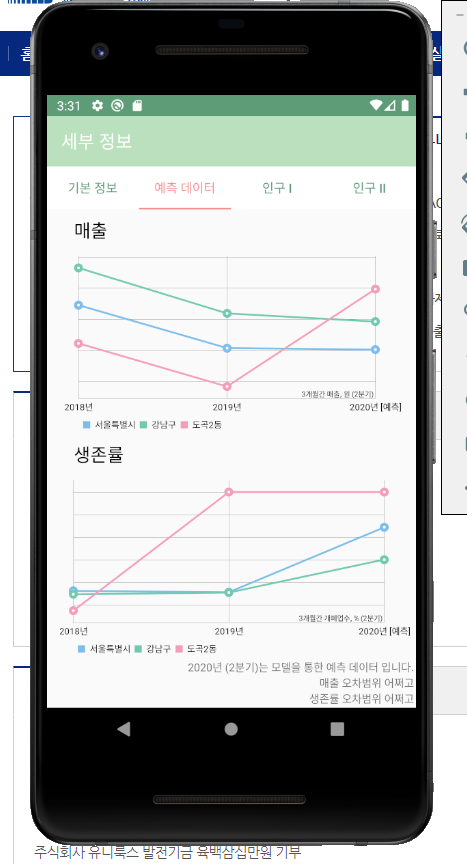 홈
3:31
세부 정보
기본 정보 예측 데이터 인구 I 인구 II
매출
3개월간 매출, 원 (2분기)
2018년 2019년 2020년 [예측]
서울특별시 강남구 도곡2동
생존률
3개월간 개폐업수, % (2분기)
2018년 2019년 2020년 [예측]
서울특별시 강남구 도곡2동
2020년 (2분기)는 모델을 통한 예측 데이터 입니다.
매출 오차범위 어쩌고
생존률 오차범위 어쩌고
주식회사 유니룩스 발전기금 육백삼십만원 기부